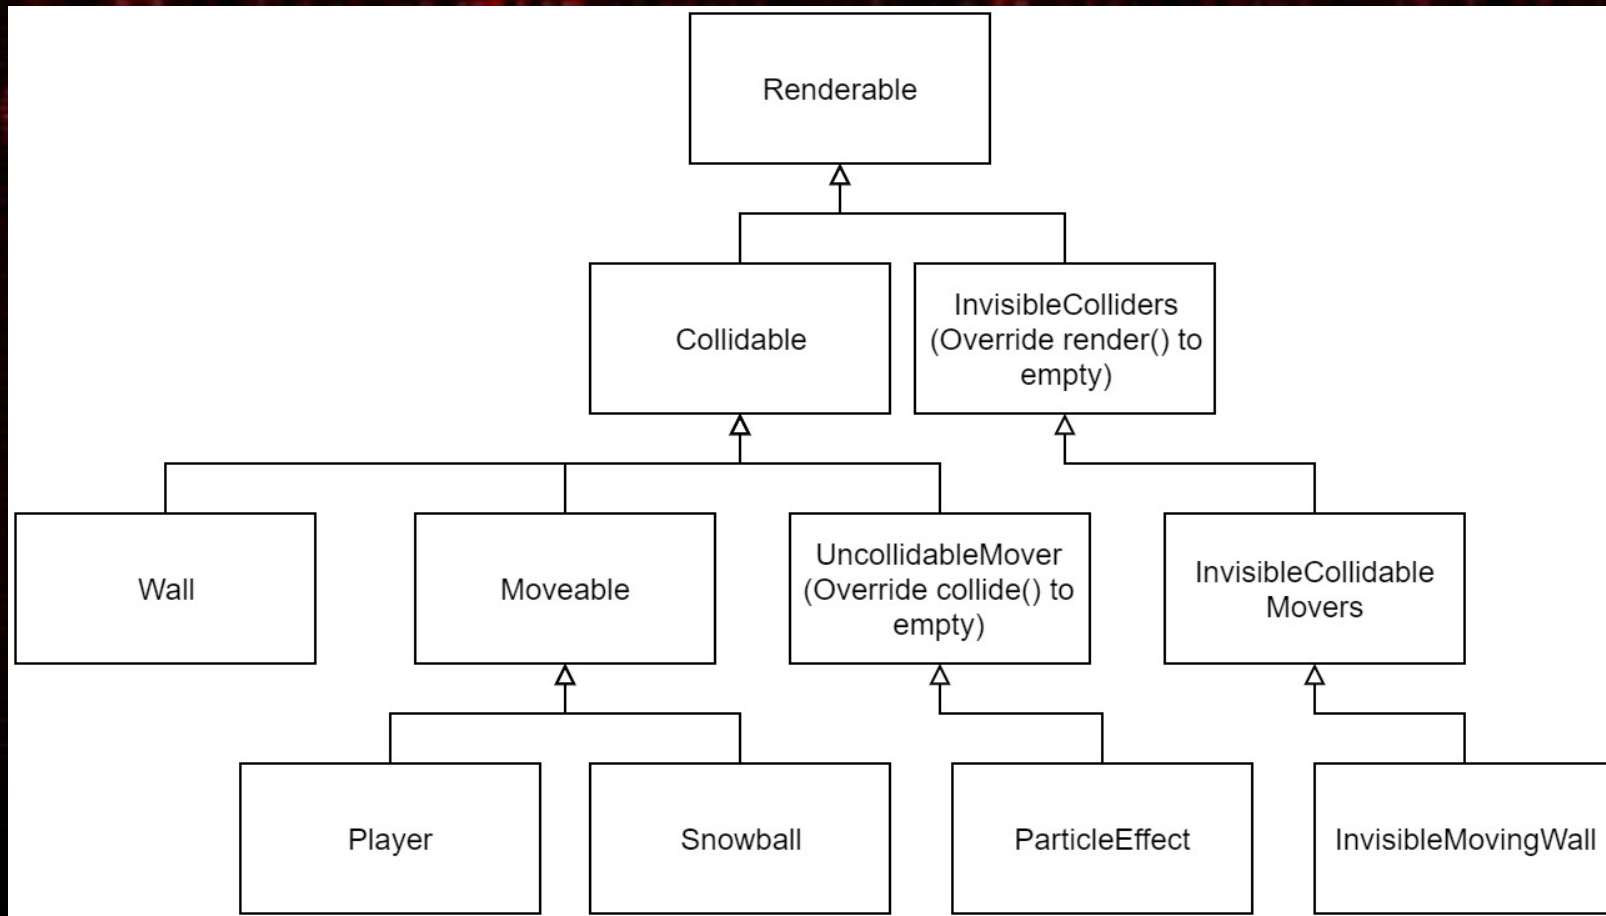 Renderable
Collidable
InvisibleColliders
(Override render() to
empty)
Wall
Moveable
UncollidableMover
(Override collide() to
empty)
InvisibleCollidable
Movers
Player
Snowball
ParticleEffect
InvisibleMovingWall